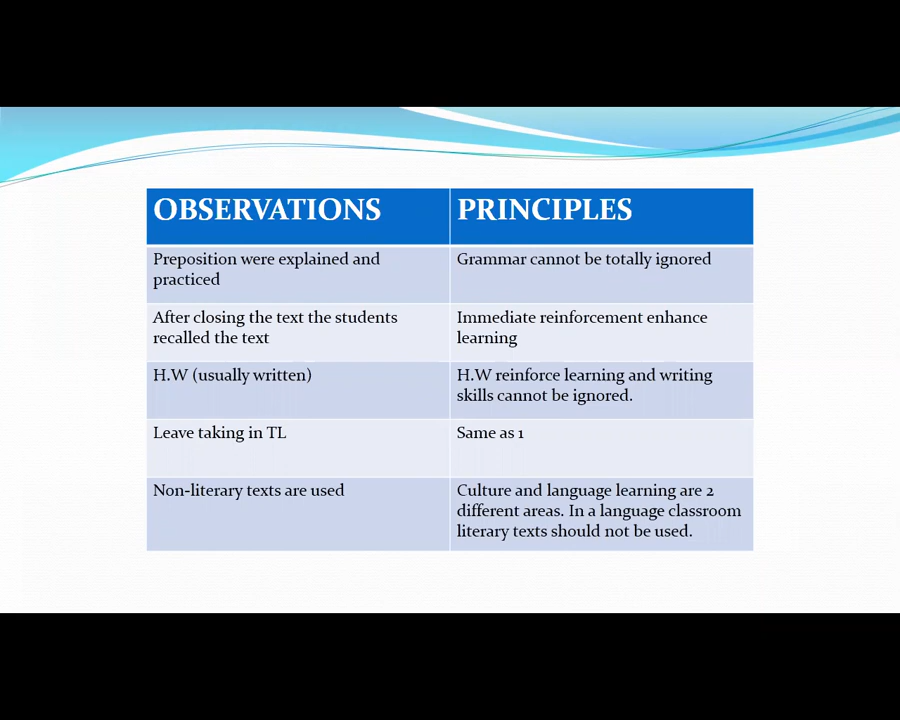 OBSERVATIONS
PRINCIPLES
Preposition were explained and
practiced
Grammar cannot be totally ignored
After closing the text the students
recalled the text
Immediate reinforcement enhance
learning
H.W (usually written)
H.W reinforce learning and writing
skills cannot be ignored.
Leave taking in TL
Same as 1
Non-literary texts are used
Culture and language learning are 2
different areas. In a language classroom
literary texts should not be used.